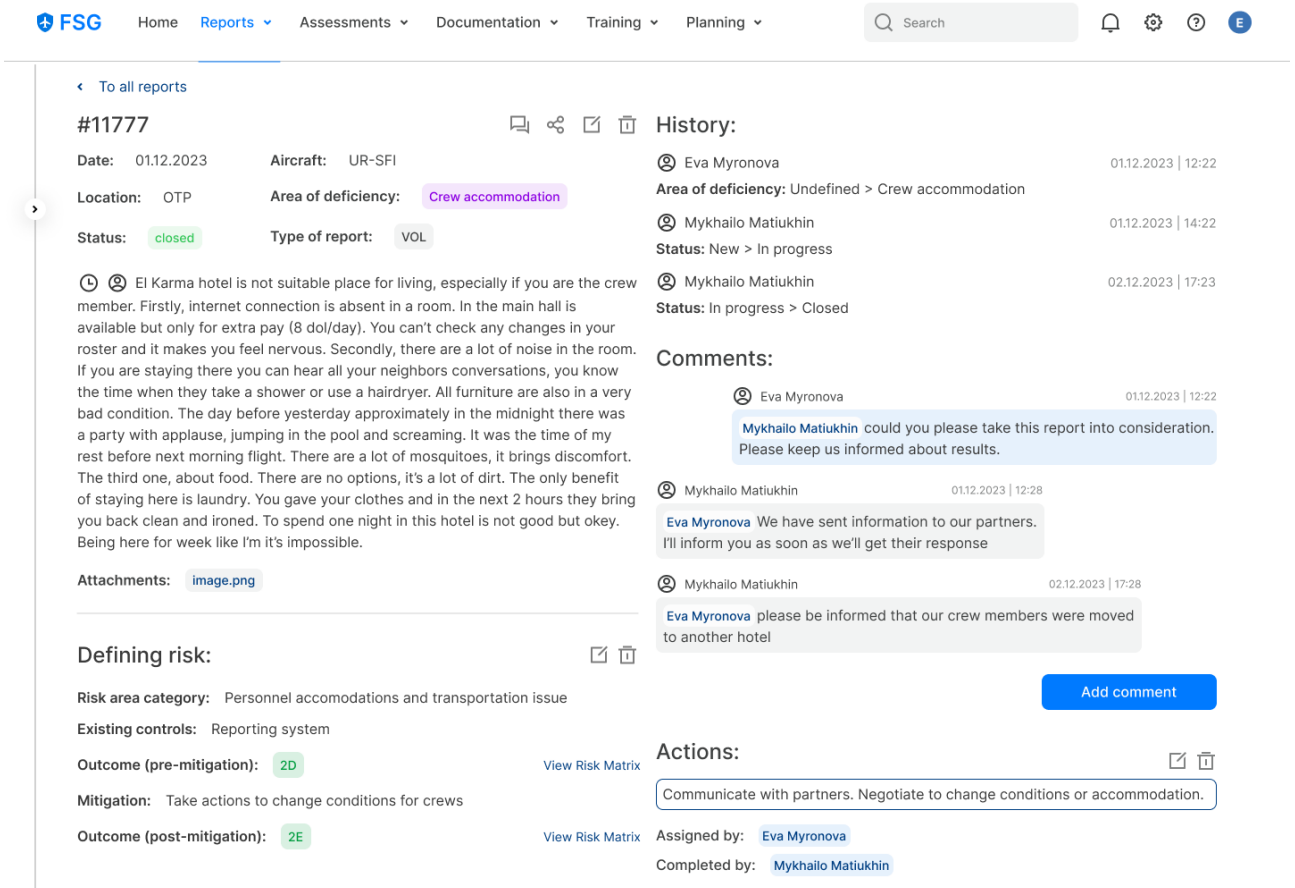 FSG Home Reports Assessments Documentation Training Planning Search E
To all reports
#11777
Date: 01.12.2023 Aircraft: UR-SFI
Location: OTP Area of deficiency: Crew accommodation
Status: closed Type of report: VOL
El Karma hotel is not suitable place for living, especially if you are the crew
member. Firstly, internet connection is absent in a room. In the main hall is
available but only for extra pay (8 dol/day). You can't check any changes in your
roster and it makes you feel nervous. Secondly, there are a lot of noise in the room.
If you are staying there you can hear all your neighbors conversations, you know
the time when they take a shower or use a hairdryer. All furniture are also in a very
bad condition. The day before yesterday approximately in the midnight there was
a party with applause, jumping in the pool and screaming. It was the time of my
rest before next morning flight. There are a lot of mosquitoes, it brings discomfort.
The third one, about food. There are no options, it's a lot of dirt. The only benefit
of staying here is laundry. You gave your clothes and in the next 2 hours they bring
you back clean and ironed. To spend one night in this hotel is not good but okey.
Being here for week like I'm it's impossible.
Attachments: image.png
Defining risk:
Risk area category: Personnel accomodations and transportation issue
Existing controls: Reporting system
Outcome (pre-mitigation): 2D View Risk Matrix
Mitigation: Take actions to change conditions for crews
Outcome (post-mitigation): 2E View Risk Matrix
History:
Eva Myronova 01.12.2023 | 12:22
Area of deficiency: Undefined > Crew accommodation
Mykhailo Matiukhin 01.12.2023 | 14:22
Status: New > In progress
Mykhailo Matiukhin 02.12.2023 | 17:23
Status: In progress > Closed
Comments:
Eva Myronova 01.12.2023 | 12:22
Mykhailo Matiukhin could you please take this report into consideration.
Please keep us informed about results.
Mykhailo Matiukhin 01.12.2023 | 12:28
Eva Myronova We have sent information to our partners.
I'll inform you as soon as we'll get their response
Mykhailo Matiukhin 02.12.2023 | 17:28
Eva Myronova please be informed that our crew members were moved
to another hotel
Add comment
Actions:
Communicate with partners. Negotiate to change conditions or accommodation.
Assigned by: Eva Myronova
Completed by: Mykhailo Matiukhin